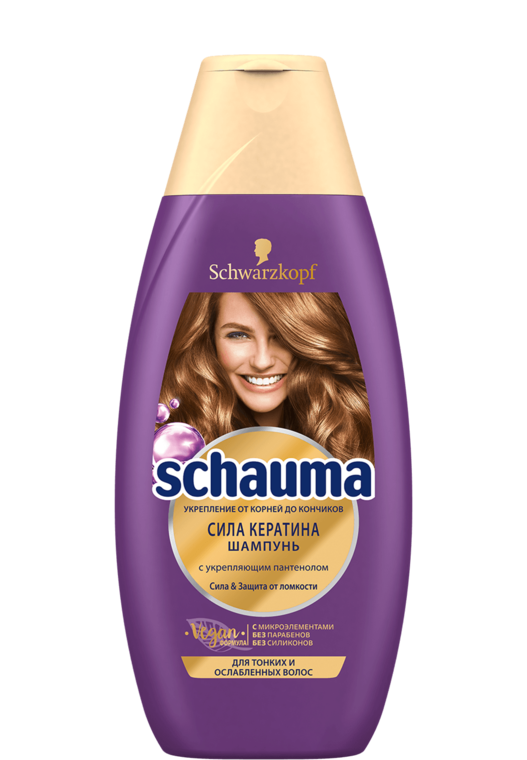 Schwarzkopf
schauma
УКРЕПЛЕНИЕ ОТ КОРНЕЙ ДО КОНЧИКОВ
СИЛА КЕРАТИНА
ШАМПУНЬ
с укрепляющим пантенолом
Сила & Защита от ломкости
Vegan
ФОРМУЛА
С МИКРОЭЛЕМЕНТАМИ
БЕЗ ПАРАБЕНОВ
БЕЗ СИЛИКОНОВ
ДЛЯ ТОНКИХ И
ОСЛАБЛЕННЫХ ВОЛОС